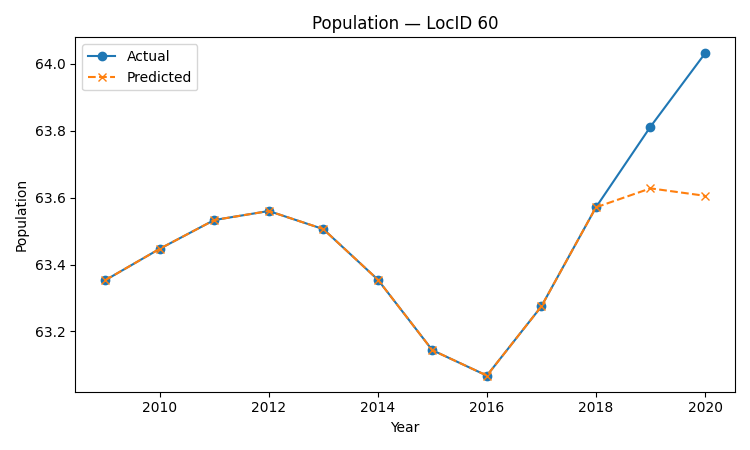 Population — LocID 60
Actual
Predicted
64.0
63.8
63.6
63.4
63.2
Population
2010 2012 2014 2016 2018 2020
Year